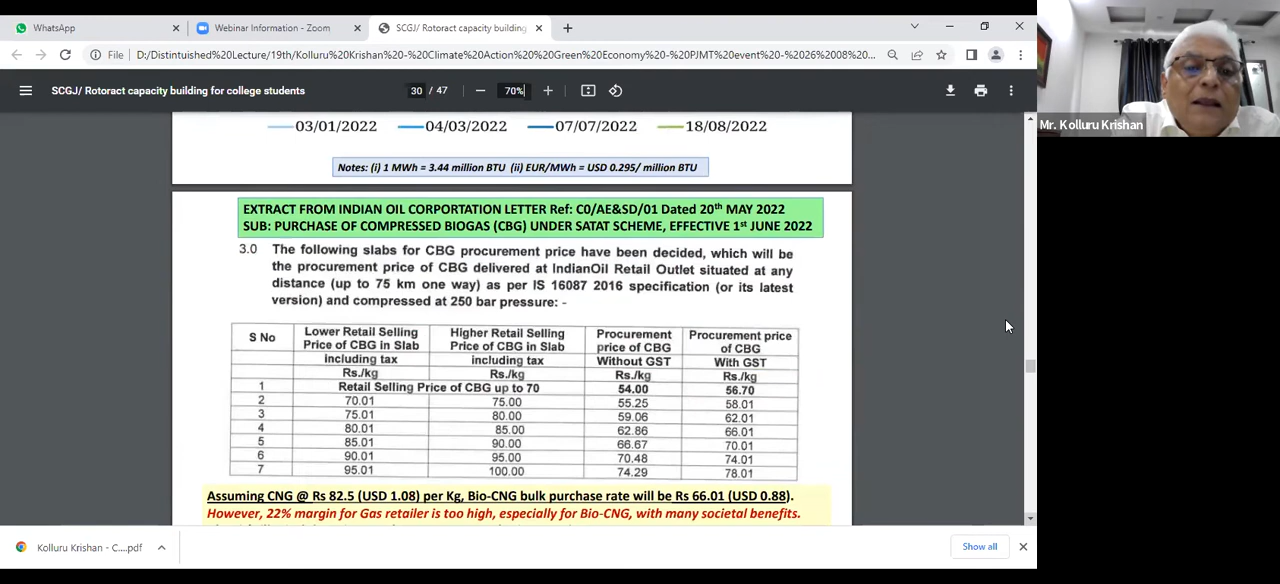 WhatsApp
Webinar Information - Zoom
SCGJ/ Rotoract capacity building
File
D:/Distintuished%20Lecture/19th/Kolluru%20Krishan%20-%20Climate%20Action%20%20Green%20Economy%20-%20PJMT%20event%20-%2026%2008%20...
SCGJ/ Rotoract capacity building for college students
30 / 47
70%
Mr. Kolluru Krishan
03/01/2022 04/03/2022 07/07/2022 18/08/2022
Notes: (i) 1 MWh = 3.44 million BTU (ii) EUR/MWh = USD 0.295/ million BTU
EXTRACT FROM INDIAN OIL CORPORTATION LETTER Ref: C0/AE&SD/01 Dated 20th MAY 2022
SUB: PURCHASE OF COMPRESSED BIOGAS (CBG) UNDER SATAT SCHEME, EFFECTIVE 1st JUNE 2022
3.0 The following slabs for CBG procurement price have been decided, which will be
the procurement price of CBG delivered at IndianOil Retail Outlet situated at any
distance (up to 75 km one way) as per IS 16087 2016 specification (or its latest
version) and compressed at 250 bar pressure: -
S No Lower Retail Selling Higher Retail Selling Procurement Procurement price
Price of CBG in Slab Price of CBG in Slab price of CBG of CBG
including tax including tax Without GST With GST
Rs./kg Rs./kg Rs./kg Rs./kg
1 Retail Selling Price of CBG up to 70 54.00 56.70
2 70.01 75.00 55.25 58.01
3 75.01 80.00 59.06 62.01
4 80.01 85.00 62.86 66.01
5 85.01 90.00 66.67 70.01
6 90.01 95.00 70.48 74.01
7 95.01 100.00 74.29 78.01
Assuming CNG @ Rs 82.5 (USD 1.08) per Kg, Bio-CNG bulk purchase rate will be Rs 66.01 (USD 0.88).
However, 22% margin for Gas retailer is too high, especially for Bio-CNG, with many societal benefits.
Kolluru Krishan - C....pdf
Show all